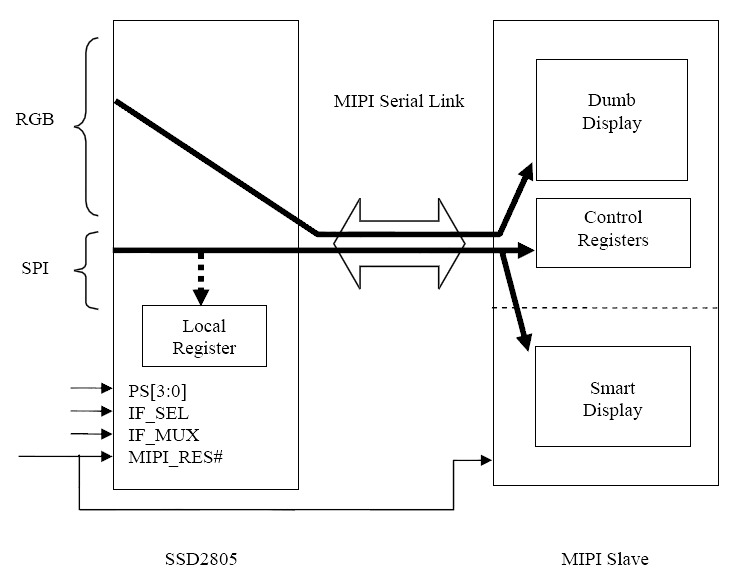 RGB
MIPI Serial Link
Dumb
Display
Control
Registers
SPI
Local
Register
Smart
Display
PS[3:0]
IF_SEL
IF_MUX
MIPI_RES#
SSD2805
MIPI Slave